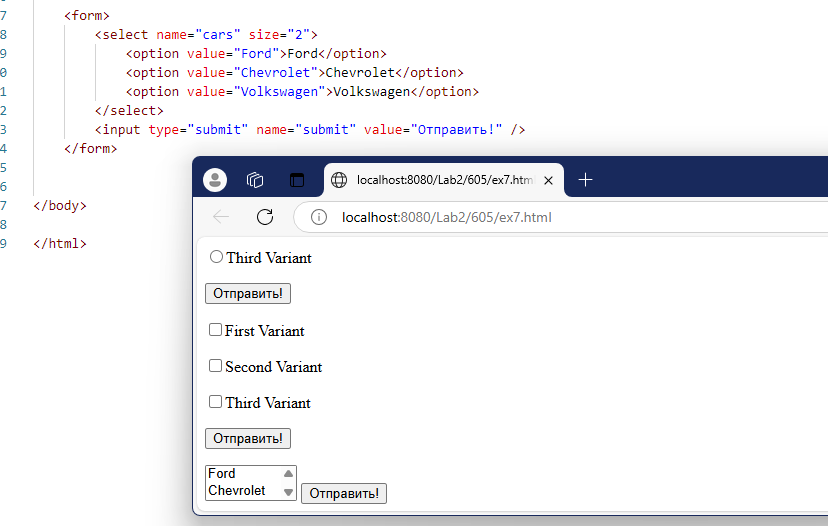 7 <form>
8 <select name="cars" size="2">
9 <option value="Ford">Ford</option>
0 <option value="Chevrolet">Chevrolet</option>
1 <option value="Volkswagen">Volkswagen</option>
2 </select>
3 <input type="submit" name="submit" value="Отправить!" />
4 </form>
5
6
7 </body>
8
9 </html>
localhost:8080/Lab2/605/ex7.html
localhost:8080/Lab2/605/ex7.html
Third Variant
Отправить!
First Variant
Second Variant
Third Variant
Отправить!
Ford
Chevrolet
Отправить!